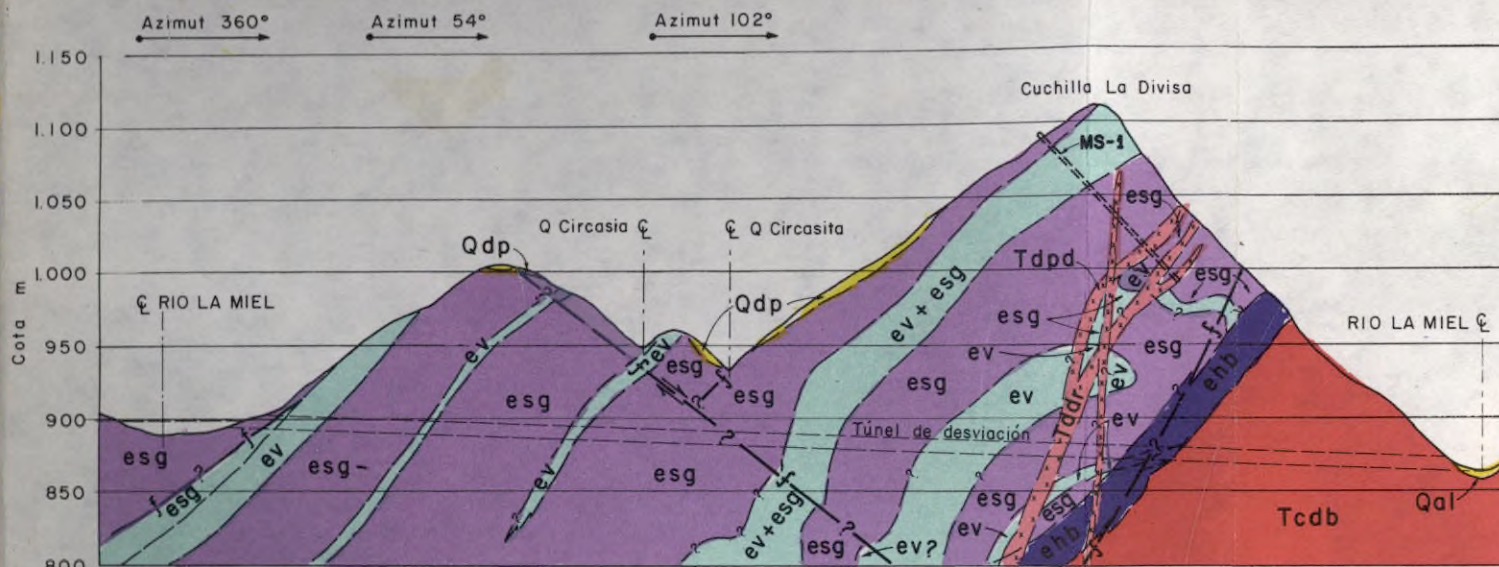 Azimut 360°
Azimut 54°
Azimut 102°
1.150
Cuchilla La Divisa
1.100
MS-1
1.050
esg
Q Circasia ℄
℄ Q Circasita
Qdp
Tdpd
ev
esg
1.000
℄ RIO LA MIEL
Qdp
ev + esg
esg
RIO LA MIEL ℄
Cota m
950
ev
ev
esg
f
esg
esg
ev
ev
esg
f
ehb
esg
ev
Tddr
900
f
Túnel de desviación
ev
esg
ev
esg-
esg
f
850
f
esg?
ev
ev+esg
esg
esg
ev
ehb
f
Tcdb
Qal
esg
ev?
800